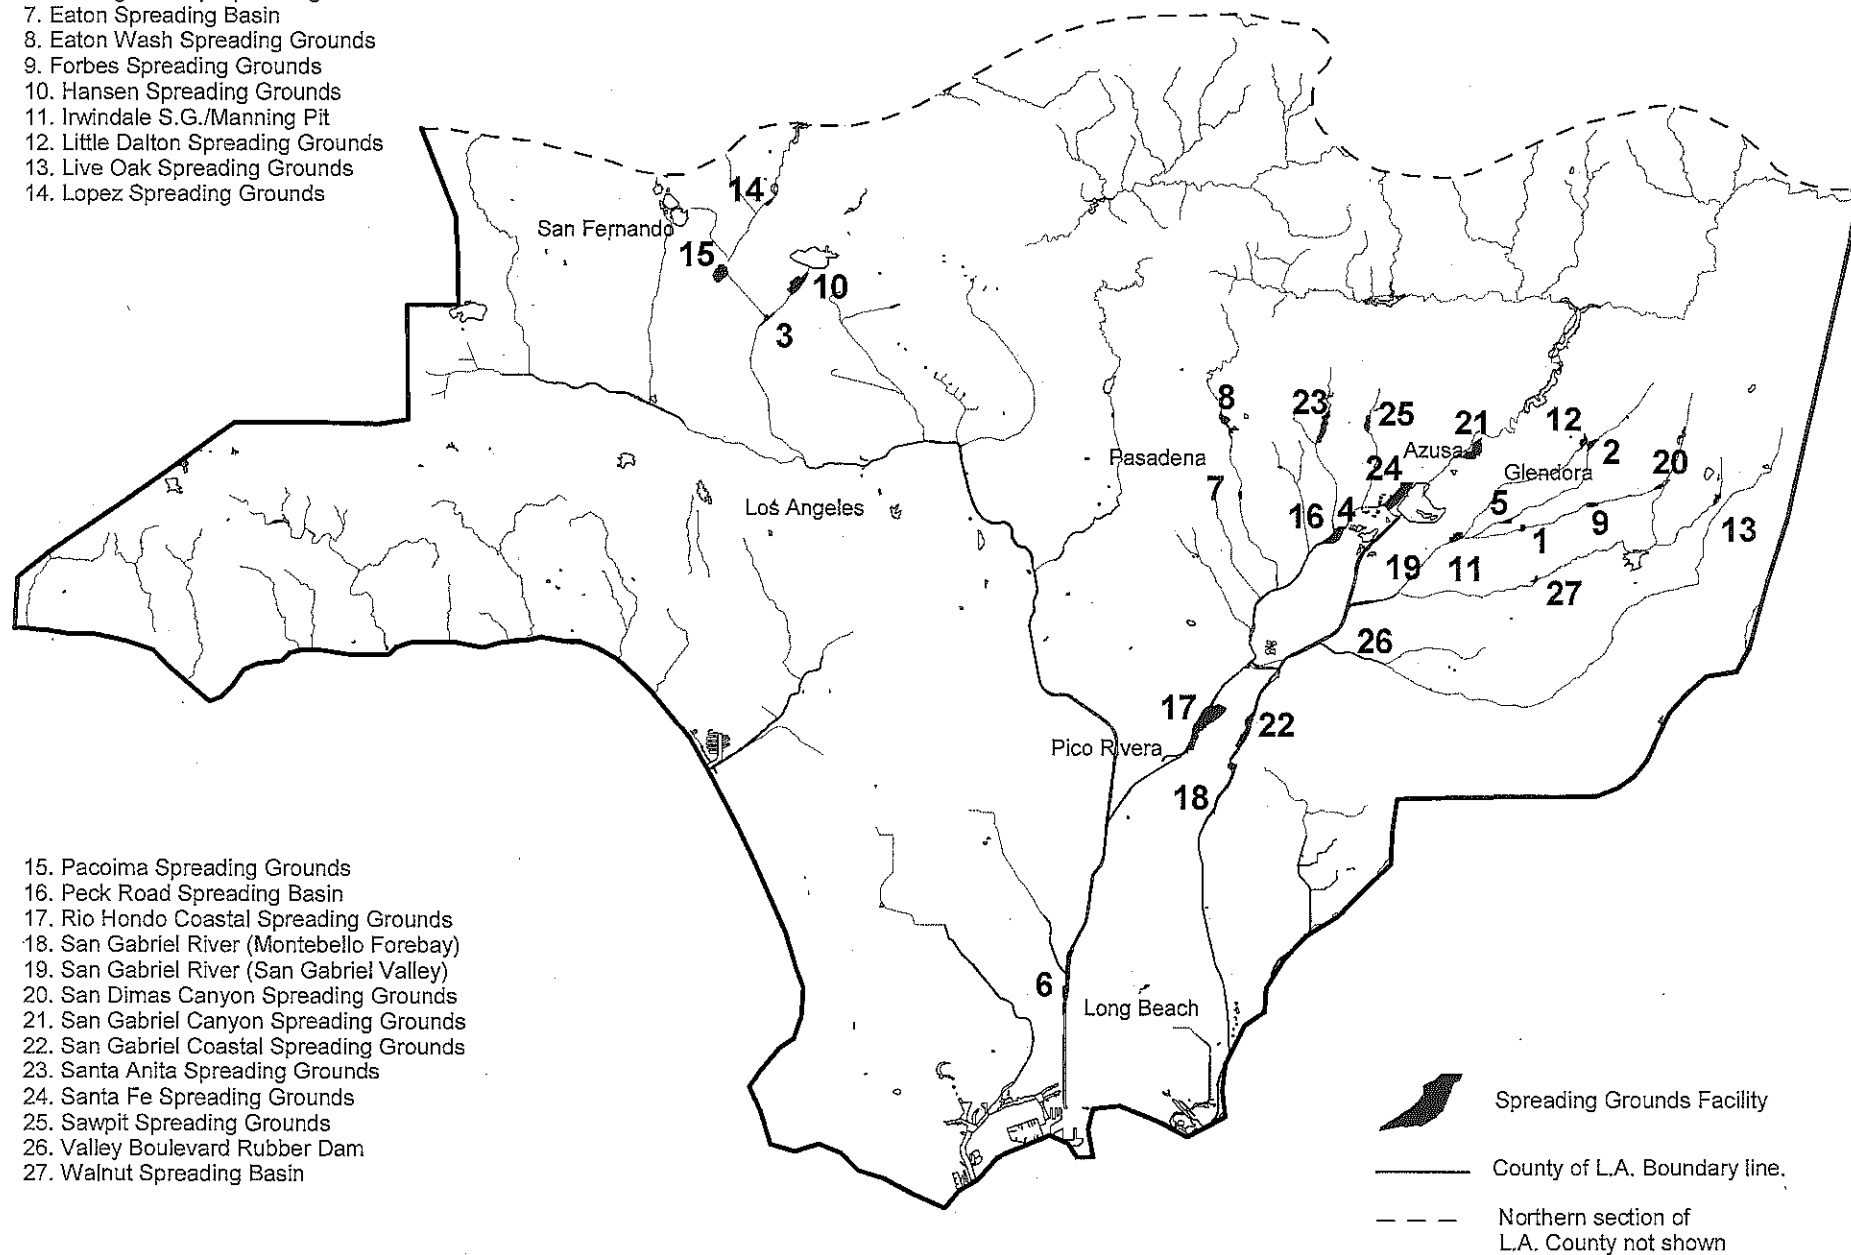 7. Eaton Spreading Basin
8. Eaton Wash Spreading Grounds
9. Forbes Spreading Grounds
10. Hansen Spreading Grounds
11. Irwindale S.G./Manning Pit
12. Little Dalton Spreading Grounds
13. Live Oak Spreading Grounds
14. Lopez Spreading Grounds
14
San Fernando
15
10
3
8
23
25
21
12
2
20
Pasadena
Azusa
Glendora
24
7
Los Angeles
16
4
5
9
1
13
19
11
27
26
17
22
Pico Rivera
18
6
Long Beach
15. Pacoima Spreading Grounds
16. Peck Road Spreading Basin
17. Rio Hondo Coastal Spreading Grounds
18. San Gabriel River (Montebello Forebay)
19. San Gabriel River (San Gabriel Valley)
20. San Dimas Canyon Spreading Grounds
21. San Gabriel Canyon Spreading Grounds
22. San Gabriel Coastal Spreading Grounds
23. Santa Anita Spreading Grounds
24. Santa Fe Spreading Grounds
25. Sawpit Spreading Grounds
26. Valley Boulevard Rubber Dam
27. Walnut Spreading Basin
Spreading Grounds Facility
County of L.A. Boundary line.
Northern section of
L.A. County not shown